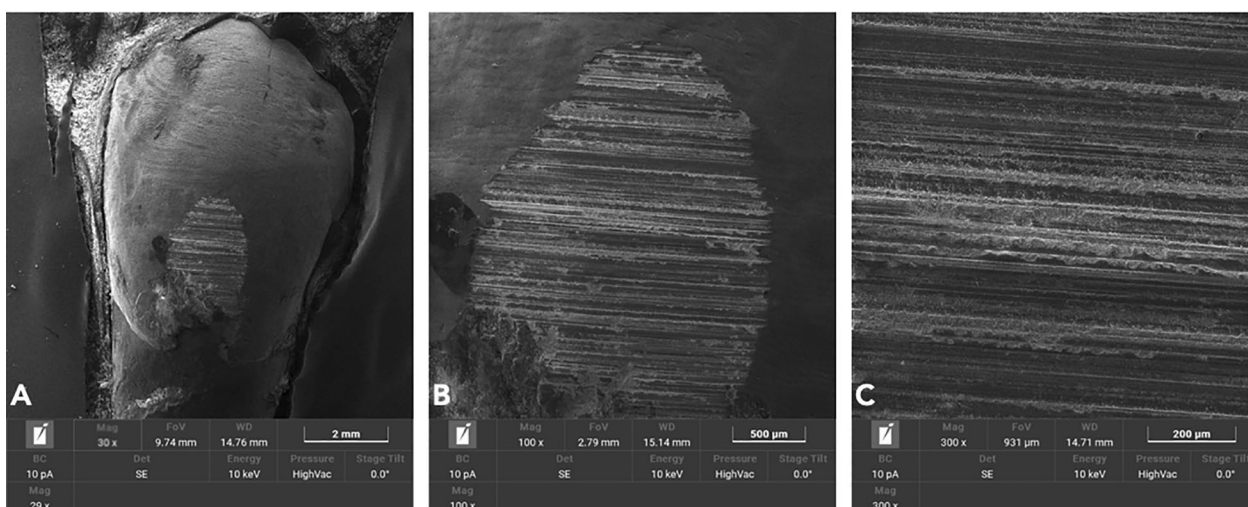 A
Mag FoV WD 2 mm
30 x 9.74 mm 14.76 mm
BC Det Energy Pressure Stage Tilt
10 pA SE 10 keV HighVac 0.0°
Mag
29 x
B
Mag FoV WD 500 µm
100 x 2.79 mm 15.14 mm
BC Det Energy Pressure Stage Tilt
10 pA SE 10 keV HighVac 0.0°
Mag
100 x
C
Mag FoV WD 200 µm
300 x 931 µm 14.71 mm
BC Det Energy Pressure Stage Tilt
10 pA SE 10 keV HighVac 0.0°
Mag
300 x